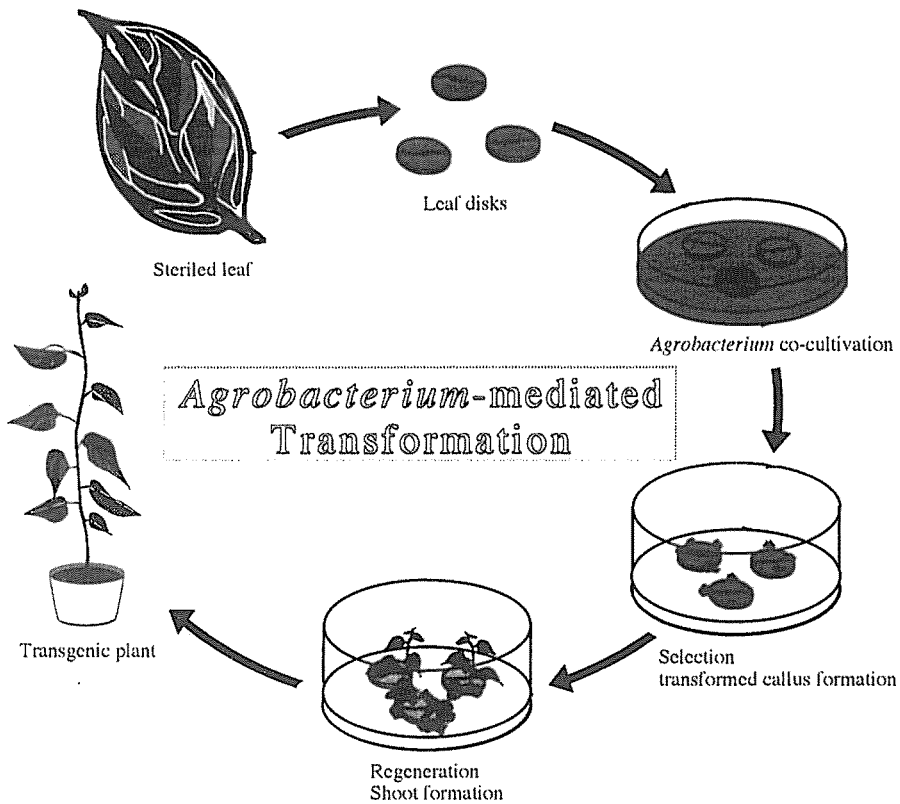 Steriled leaf
Leaf disks
Agrobacterium co-cultivation
Agrobacterium-mediated
Transformation
Selection
transformed callus formation
Regeneration
Shoot formation
Transgenic plant